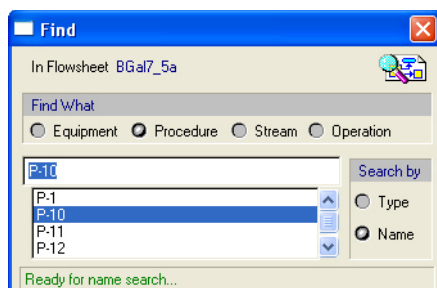 Find
In Flowsheet BGal7_5a
Find What
Equipment Procedure Stream Operation
P-10
Search by
P-1
P-10
P-11
P-12
Type
Name
Ready for name search...